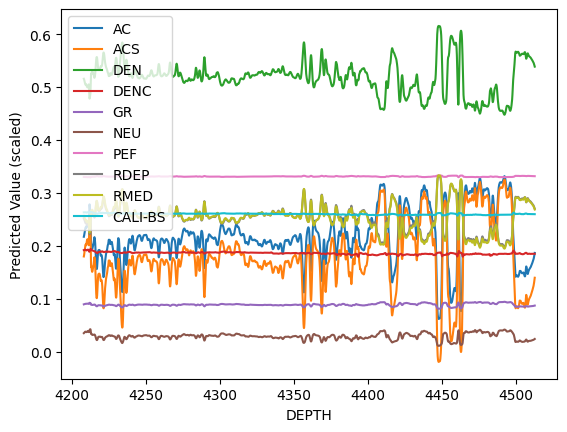 Predicted Value (scaled)
0.6
0.5
0.4
0.3
0.2
0.1
0.0
AC
ACS
DEN
DENC
GR
NEU
PEF
RDEP
RMED
CALI-BS
4200
4250
4300
4350
4400
4450
4500
DEPTH